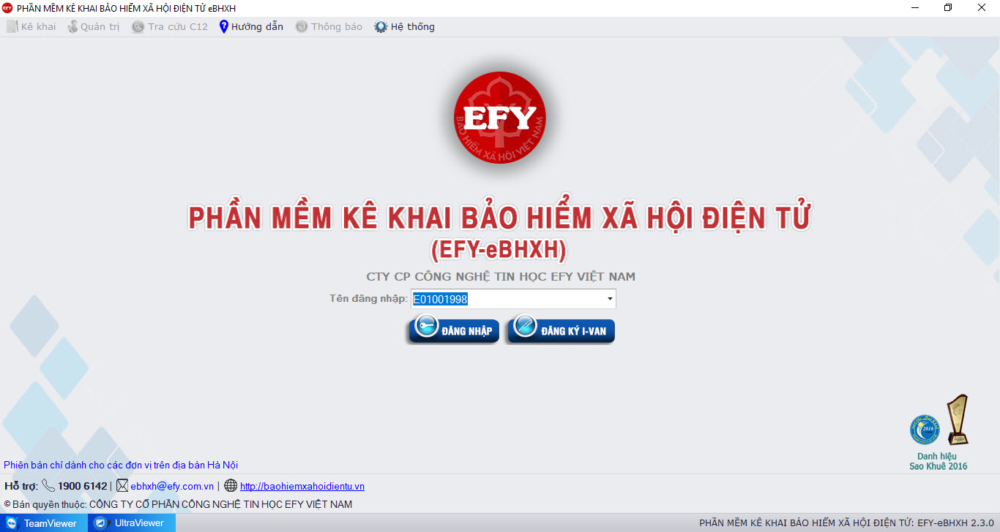 PHẦN MỀM KÊ KHAI BẢO HIỂM XÃ HỘI ĐIỆN TỬ eBHXH
Kê khai Quản trị Tra cứu C12 Hướng dẫn Thông báo Hệ thống
EFY
BẢO HIỂM XÃ HỘI VIỆT NAM
PHẦN MỀM KÊ KHAI BẢO HIỂM XÃ HỘI ĐIỆN TỬ
(EFY-eBHXH)
CTY CP CÔNG NGHỆ TIN HỌC EFY VIỆT NAM
Tên đăng nhập: E01001998
ĐĂNG NHẬP ĐĂNG KÝ I-VAN
2016
Danh hiệu
Sao Khuê 2016
Phiên bản chỉ dành cho các đơn vị trên địa bàn Hà Nội
Hỗ trợ: 1900 6142 | ebhxh@efy.com.vn | http://baohiemxahoidientu.vn
© Bản quyền thuộc: CÔNG TY CỔ PHẦN CÔNG NGHỆ TIN HỌC EFY VIỆT NAM
TeamViewer UltraViewer PHẦN MỀM KÊ KHAI BẢO HIỂM XÃ HỘI ĐIỆN TỬ: EFY-eBHXH 2.3.0